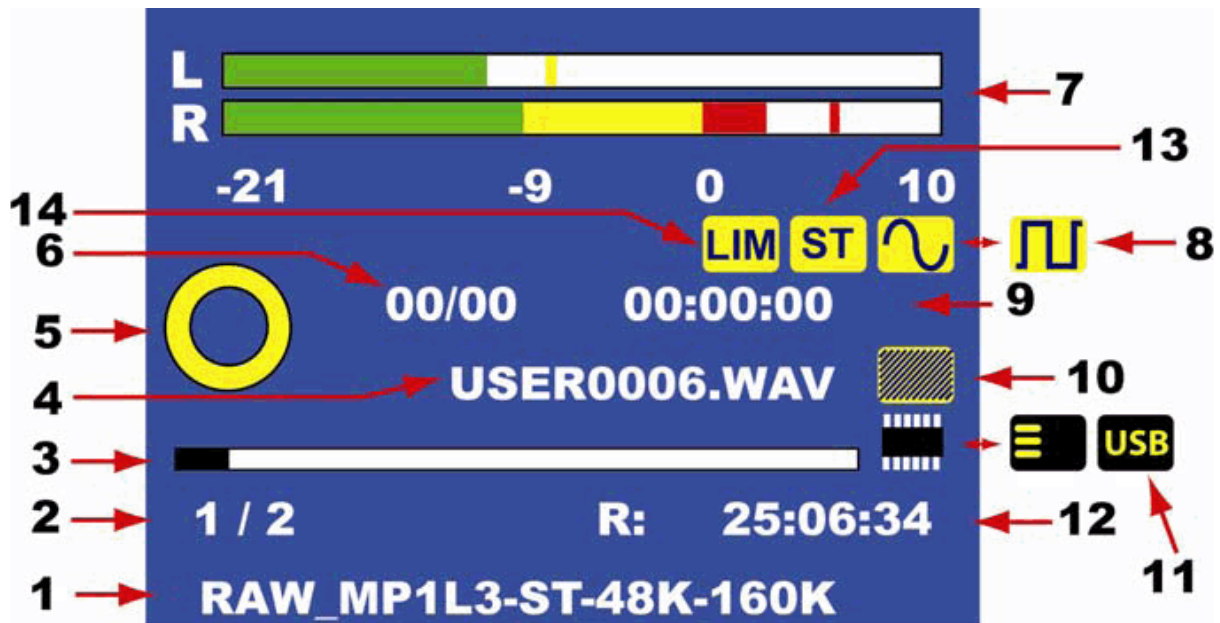 L
R
7
-21 -9 0 10
13
14
LIM ST
8
6
00/00 00:00:00
9
5
4
USER0006.WAV
10
3
USB
2
1 / 2 R: 25:06:34
12
11
1
RAW_MP1L3-ST-48K-160K